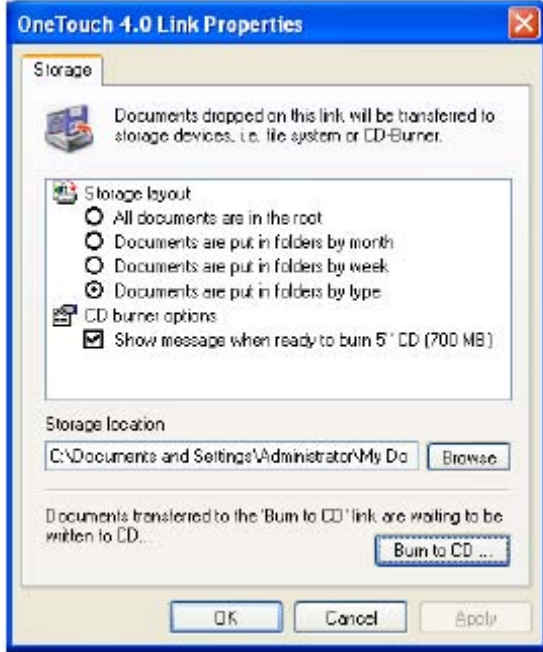 OneTouch 4.0 Link Properties
Storage
Documents dropped on this link will be transferred to
storage devices, i.e. file system or CD-Burner.
Storage layout
All documents are in the root
Documents are put in folders by month
Documents are put in folders by week
Documents are put in folders by type
CD burner options
Show message when ready to burn 5" CD (700 MB)
Storage location
C:\Documents and Settings\Administrator\My Do
Browse
Documents transferred to the 'Burn to CD' link are waiting to be
written to CD...
Burn to CD ...
OK
Cancel
Apply